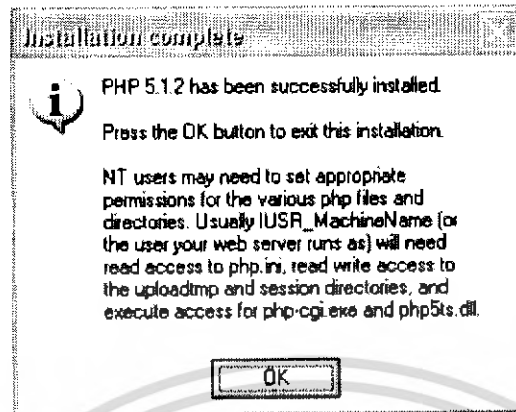 Installation complete
PHP 5.1.2 has been successfully installed.
Press the OK button to exit this installation.
NT users may need to set appropriate
permissions for the various php files and
directories. Usually IUSR_MachineName (or
the user your web server runs as) will need
read access to php.ini, read write access to
the uploadtmp and session directories, and
execute access for php-cgi.exe and php5ts.dll.
OK